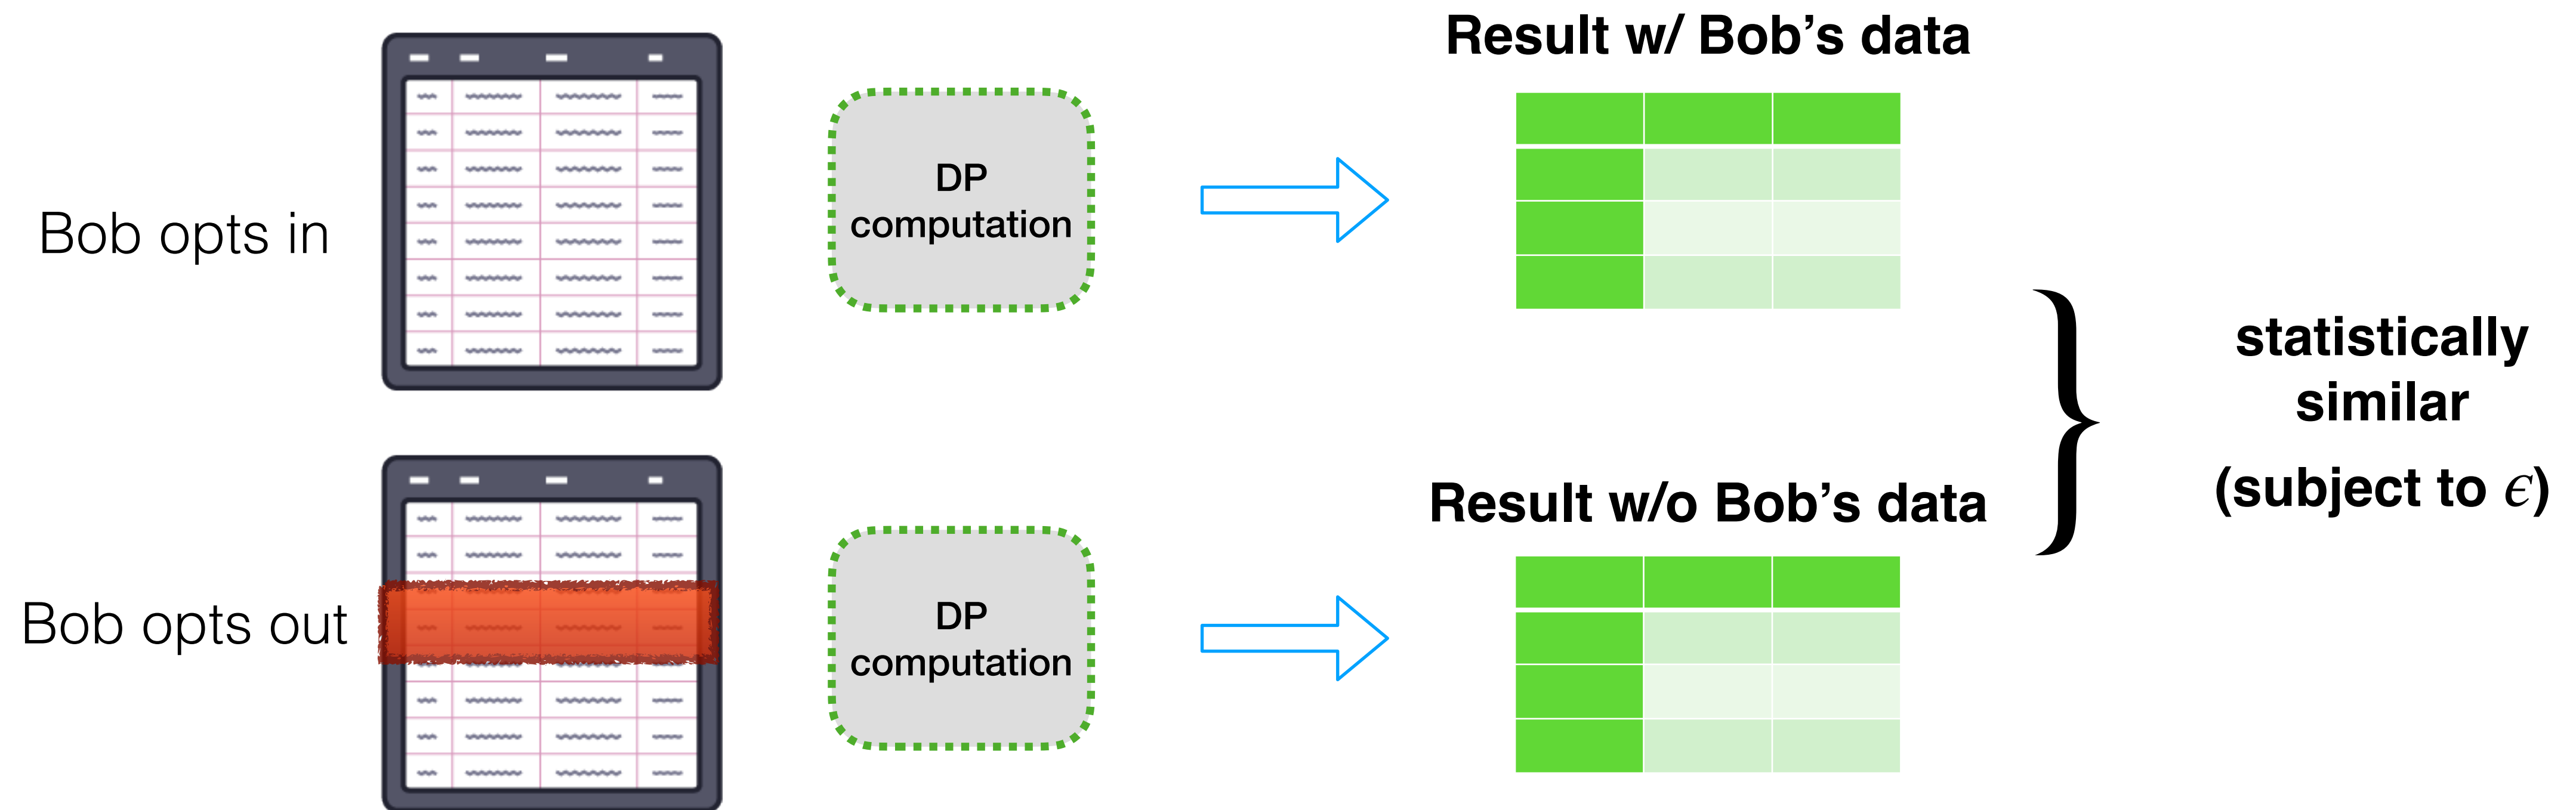 Result w/ Bob’s data
Bob opts in
DP
computation
statistically
similar
(subject to ϵ)
Result w/o Bob’s data
Bob opts out
DP
computation